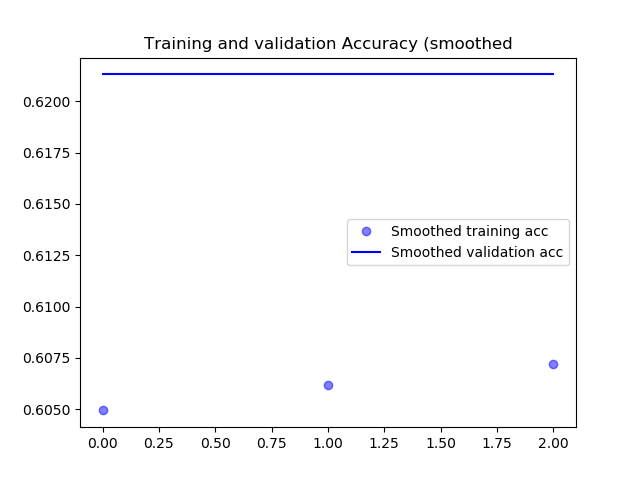 Training and validation Accuracy (smoothed
0.6200
0.6175
0.6150
0.6125
0.6100
0.6075
0.6050
Smoothed training acc
Smoothed validation acc
0.00 0.25 0.50 0.75 1.00 1.25 1.50 1.75 2.00